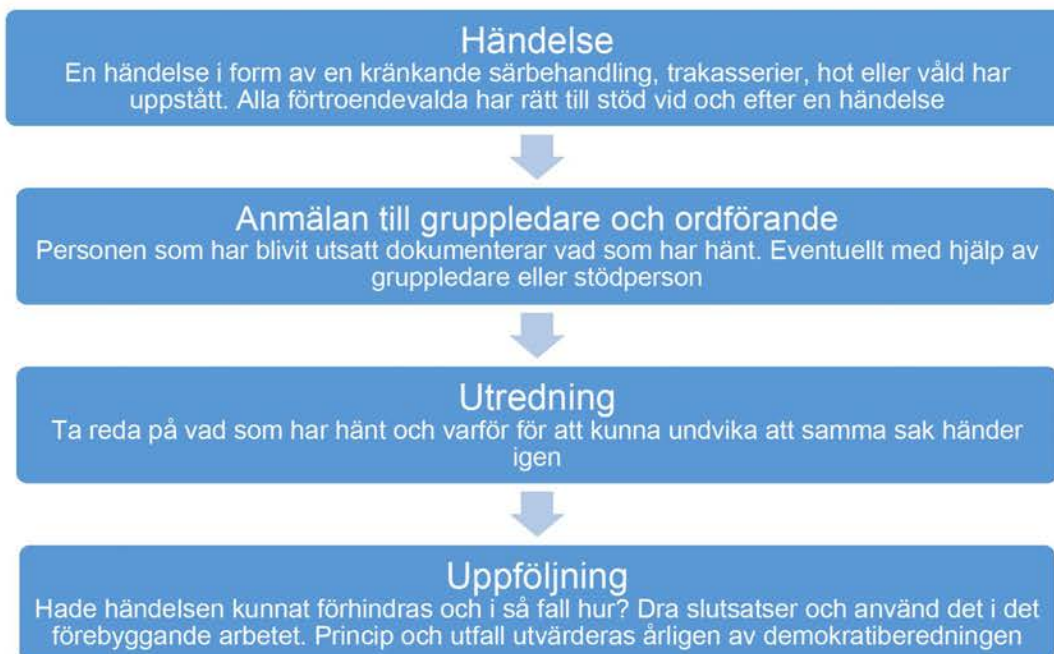 Händelse
En händelse i form av en kränkande särbehandling, trakasserier, hot eller våld har
uppstått. Alla förtroendevalda har rätt till stöd vid och efter en händelse
Anmälan till gruppledare och ordförande
Personen som har blivit utsatt dokumenterar vad som har hänt. Eventuellt med hjälp av
gruppledare eller stödperson
Utredning
Ta reda på vad som har hänt och varför för att kunna undvika att samma sak händer
igen
Uppföljning
Hade händelsen kunnat förhindras och i så fall hur? Dra slutsatser och använd det i det
förebyggande arbetet. Princip och utfall utvärderas årligen av demokratiberedningen